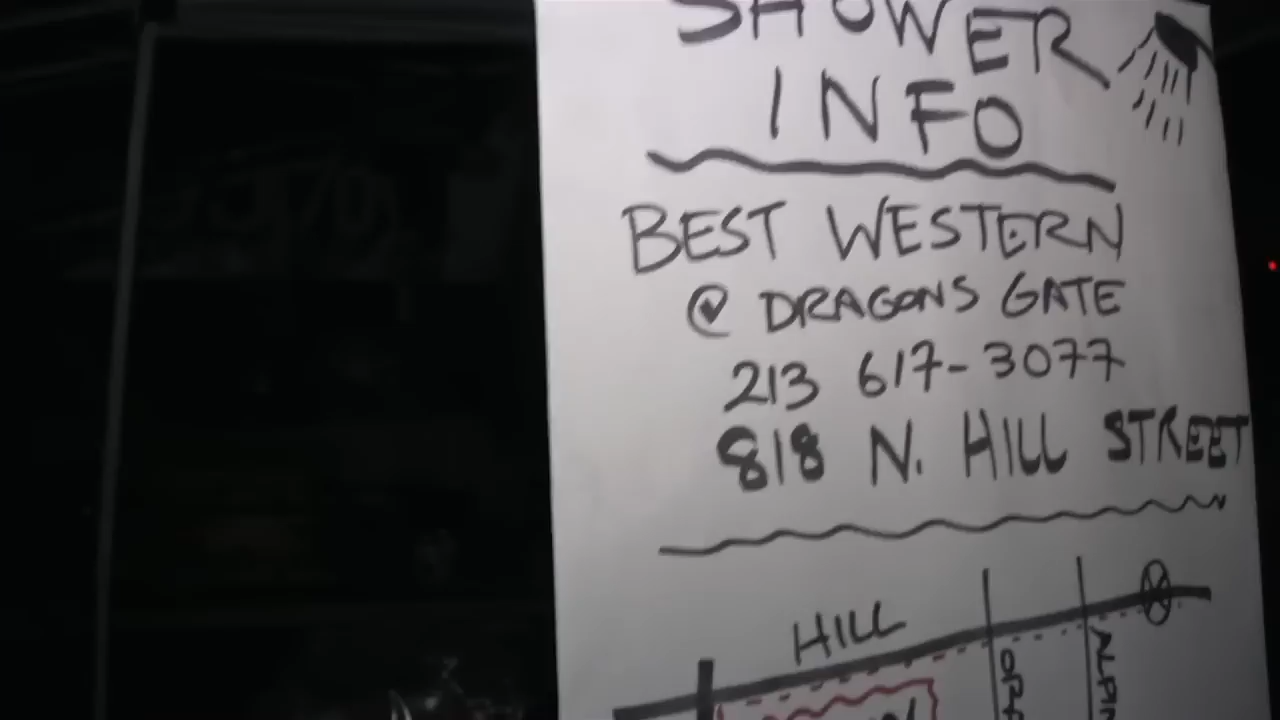 SHOWER
INFO
BEST WESTERN
@ DRAGONS GATE
213 617-3077
818 N. HILL STREET
HILL